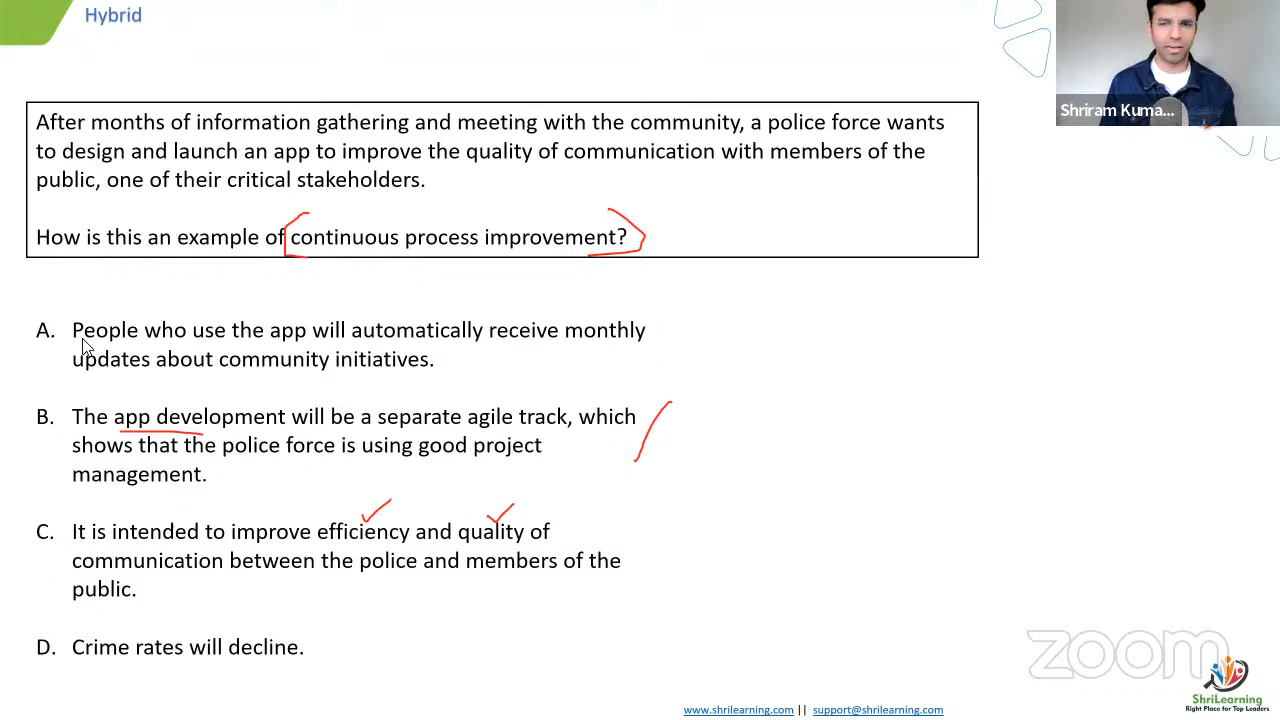 Hybrid
Shriram Kuma...
After months of information gathering and meeting with the community, a police force wants
to design and launch an app to improve the quality of communication with members of the
public, one of their critical stakeholders.
How is this an example of continuous process improvement?
A. People who use the app will automatically receive monthly
updates about community initiatives.
B. The app development will be a separate agile track, which
shows that the police force is using good project
management.
C. It is intended to improve efficiency and quality of
communication between the police and members of the
public.
D. Crime rates will decline.
zoom
ShriLearning
Right Place for Top Leaders
www.shrilearning.com || support@shrilearning.com